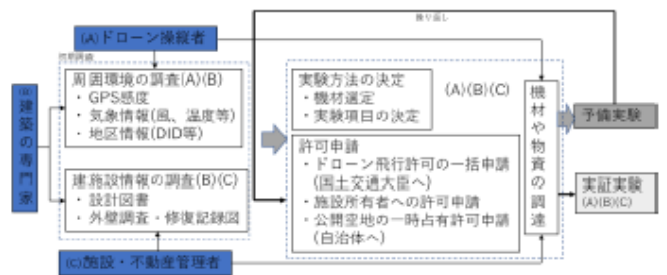 繰り返し
(A)ドローン操縦者
初期調査
(B)建築の専門家
周囲環境の調査(A)(B)
・GPS感度
・気象情報(風、温度等)
・地区情報(DID等)
建施設情報の調査(B)(C)
・設計図書
・外壁調査・修復記録図
(C)施設・不動産管理者
実験方法の決定
・機材選定
・実験項目の決定
(A)(B)(C)
許可申請
・ドローン飛行許可の一括申請
(国土交通大臣へ)
・施設所有者への許可申請
・公開空地の一時占有許可申請
(自治体へ)
機材や物資の調達
予備実験
実証実験
(A)(B)(C)